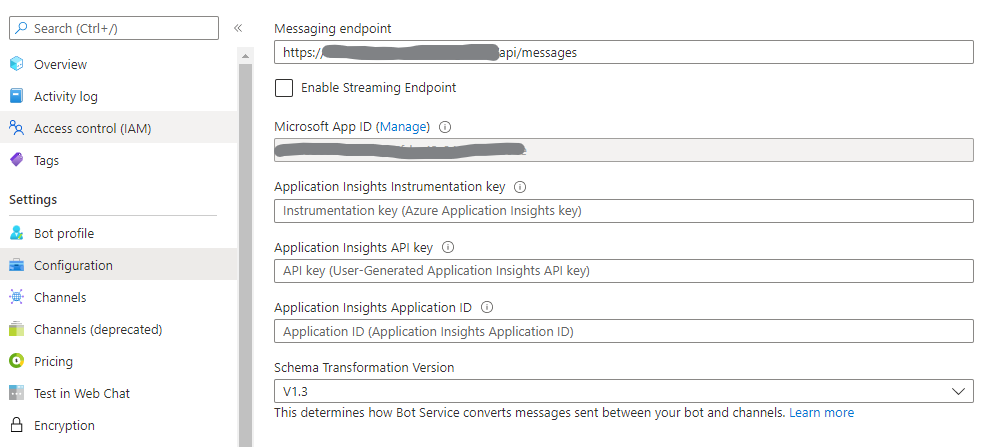 Search (Ctrl+/)
«
Overview
Activity log
Access control (IAM)
Tags
Settings
Bot profile
Configuration
Channels
Channels (deprecated)
Pricing
Test in Web Chat
Encryption
Messaging endpoint
https:// api/messages
Enable Streaming Endpoint
Microsoft App ID (Manage)
Application Insights Instrumentation key
Instrumentation key (Azure Application Insights key)
Application Insights API key
API key (User-Generated Application Insights API key)
Application Insights Application ID
Application ID (Application Insights Application ID)
Schema Transformation Version
V1.3
This determines how Bot Service converts messages sent between your bot and channels. Learn more